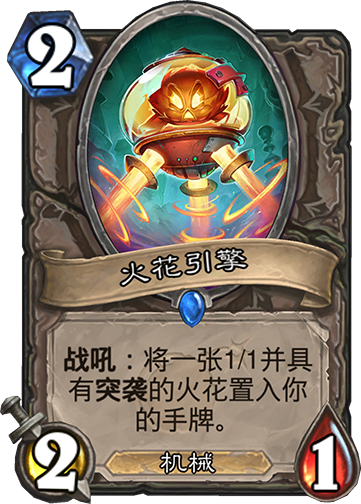 2
火花引擎
战吼：将一张1/1并具
有突袭的火花置入你
的手牌。
2
机械
1